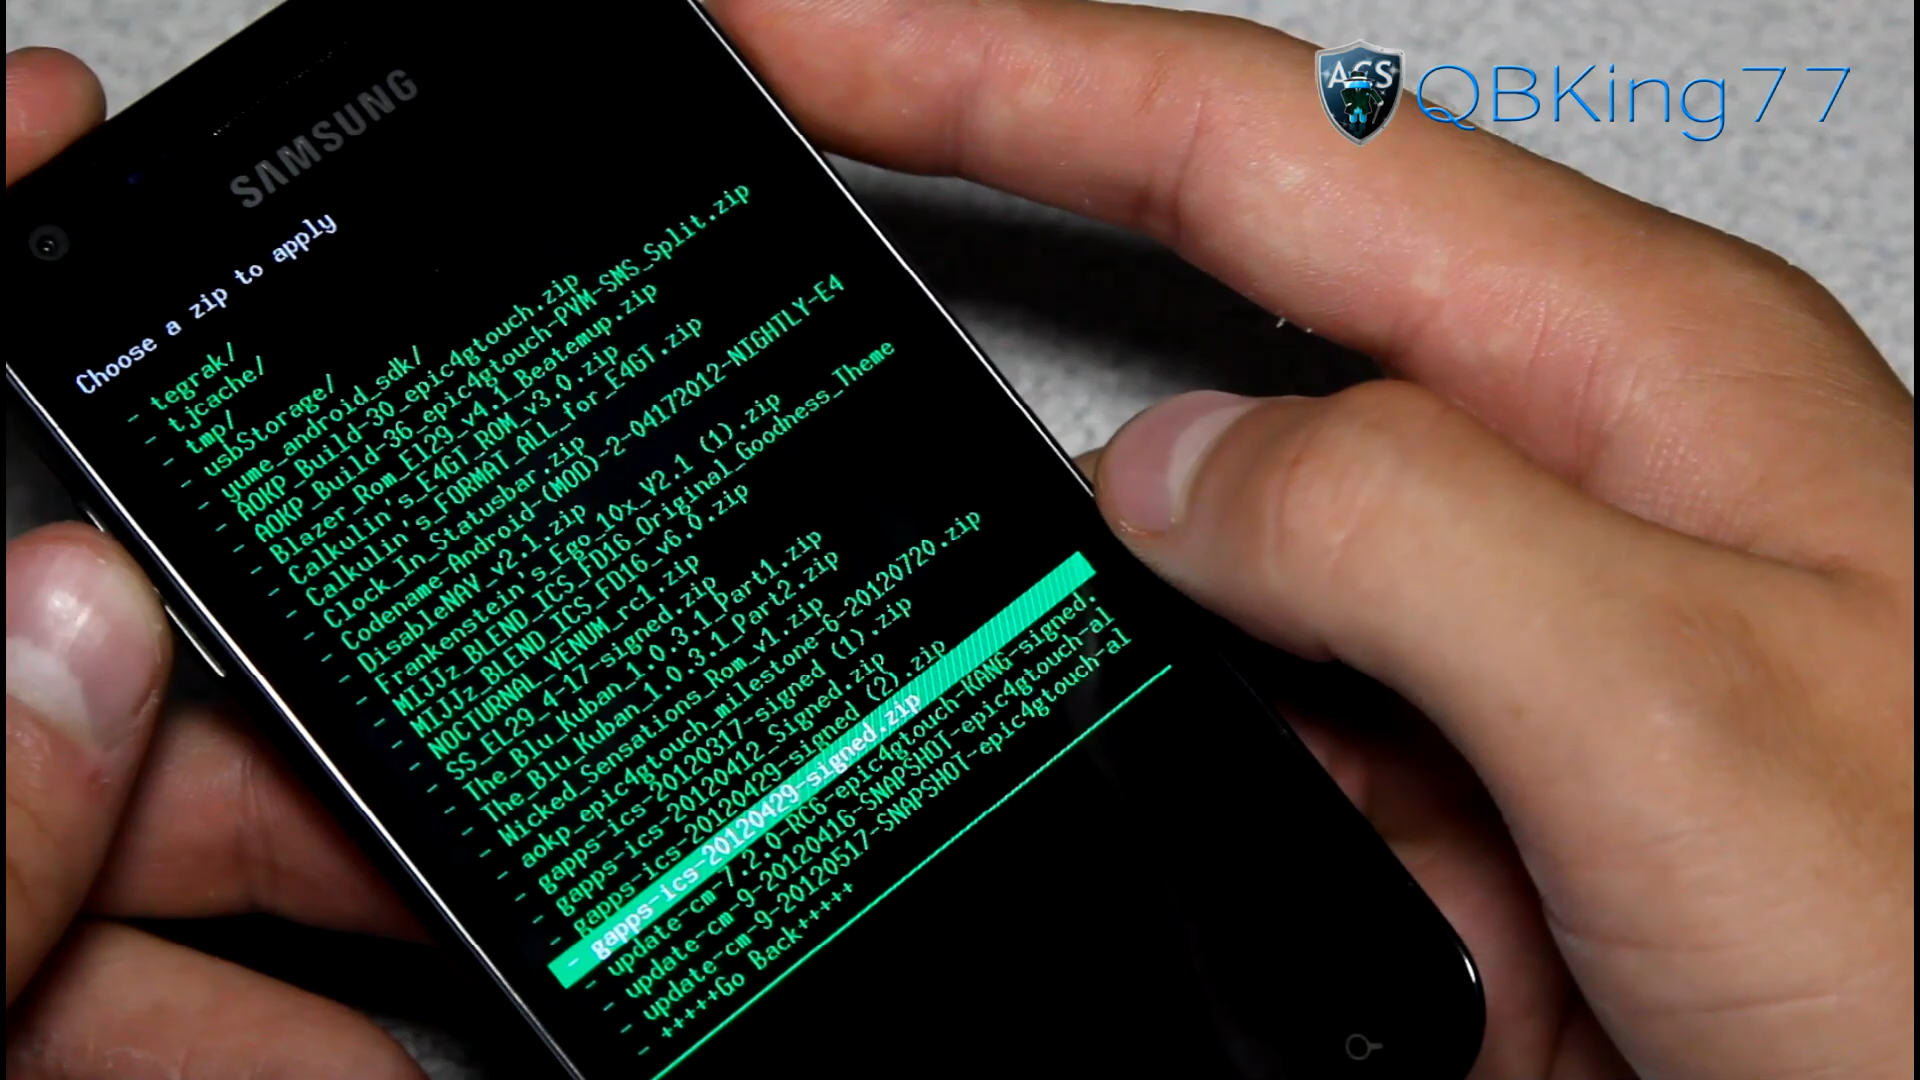 ACS
QBKing77
SAMSUNG
Choose a zip to apply
- tegrak/
- tjcache/
- tmp/
- usbStorage/
- yume_android_sdk/
- AOKP_Build-30_epic4gtouch.zip
- AOKP_Build-36_epic4gtouch-PVM-SMS_Split.zip
- Blazer_Rom_El29_v4.1_Beatemup.zip
- Calkulin's_E4GT_ROM_v3.0.zip
- Calkulin's_FORMAT_ALL_for_E4GT.zip
- Clock_In_Statusbar.zip
- Codename-Android-(MOD)-2-04172012-NIGHTLY-E4
- DisableNAV_v2.1.zip
- Frankenstein's_Ego_10x_V2.1 (1).zip
- MIJJz_BLEND_ICS_FD16_Original_Goodness_Theme
- MIJJz_BLEND_ICS_FD16_v6.0.zip
- NOCTURNAL_VENUM_rc1.zip
- SS_EL29_4-17-signed.zip
- The_Blu_Kuban_1.0.3.1_Part1.zip
- The_Blu_Kuban_1.0.3.1_Part2.zip
- Wicked_Sensations_Rom_v1.zip
- aokp_epic4gtouch_milestone-6-20120720.zip
- gapps-ics-20120317-signed (1).zip
- gapps-ics-20120412_Signed.zip
- gapps-ics-20120429-signed (2).zip
- gapps-ics-20120429-signed.zip
- update-cm-7.2.0-RC6-epic4gtouch-KANG-signed.
- update-cm-9-20120416-SNAPSHOT-epic4gtouch-al
- update-cm-9-20120517-SNAPSHOT-epic4gtouch-al
- +++++Go Back+++++